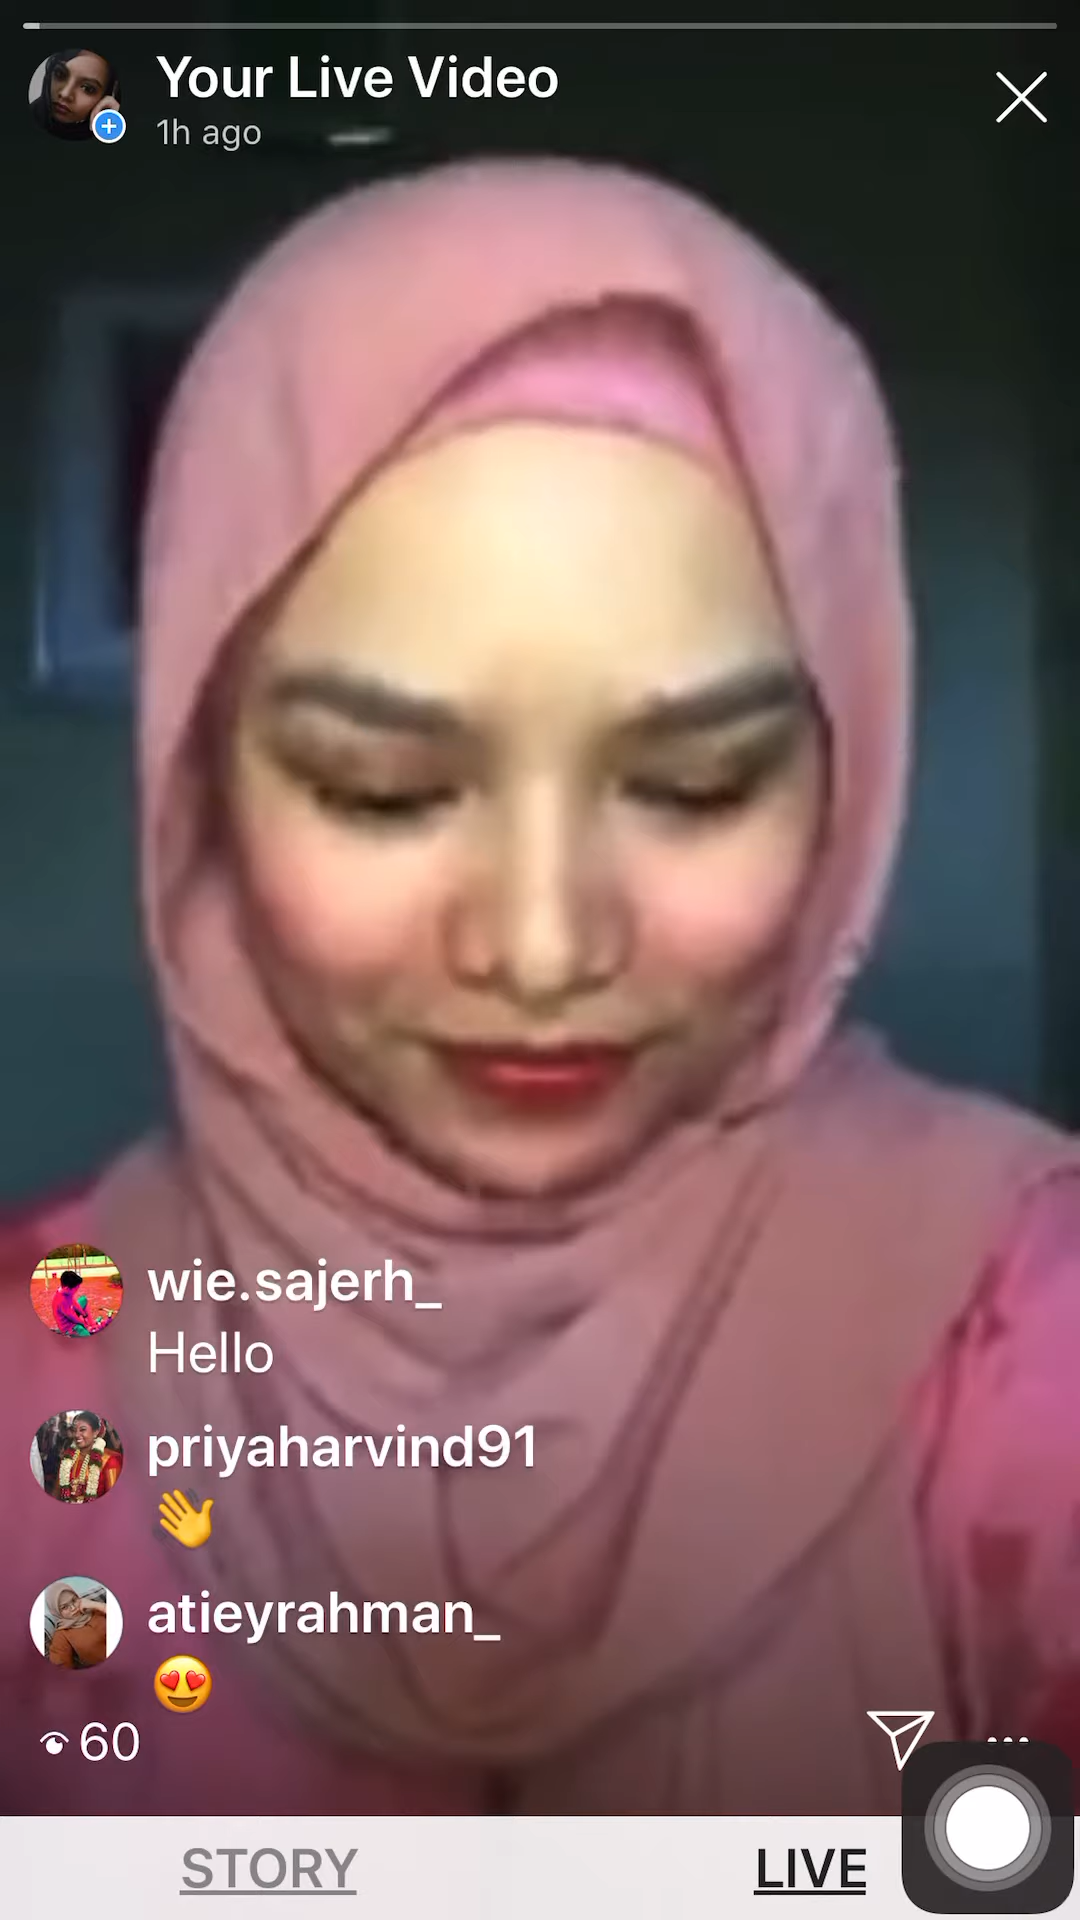 Your Live Video
1h ago
wie.sajerh_
Hello
priyaharvind91
👋
atieyrahman_
😍
60
STORY
LIVE